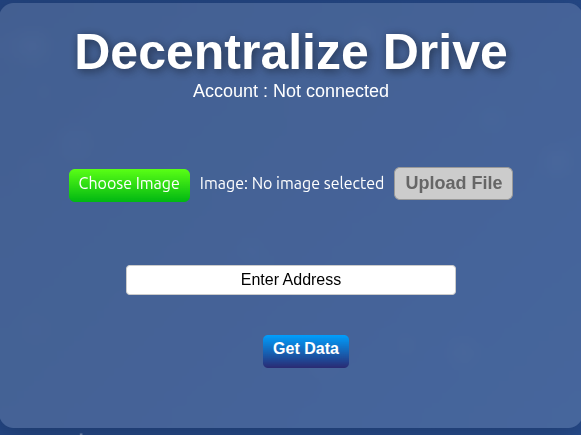 Decentralize Drive
Account : Not connected
Choose Image Image: No image selected Upload File
Enter Address
Get Data